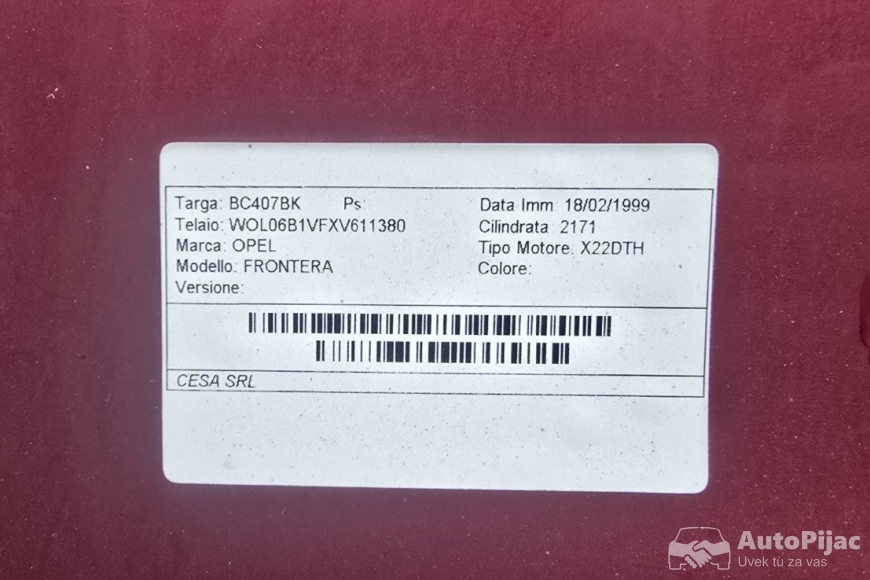 Targa: BC407BK Ps: Data Imm: 18/02/1999
Telaio: WOL06B1VFXV611380 Cilindrata: 2171
Marca: OPEL Tipo Motore: X22DTH
Modello: FRONTERA Colore:
Versione:
CESA SRL
AutoPijac
Uvek tu za vas